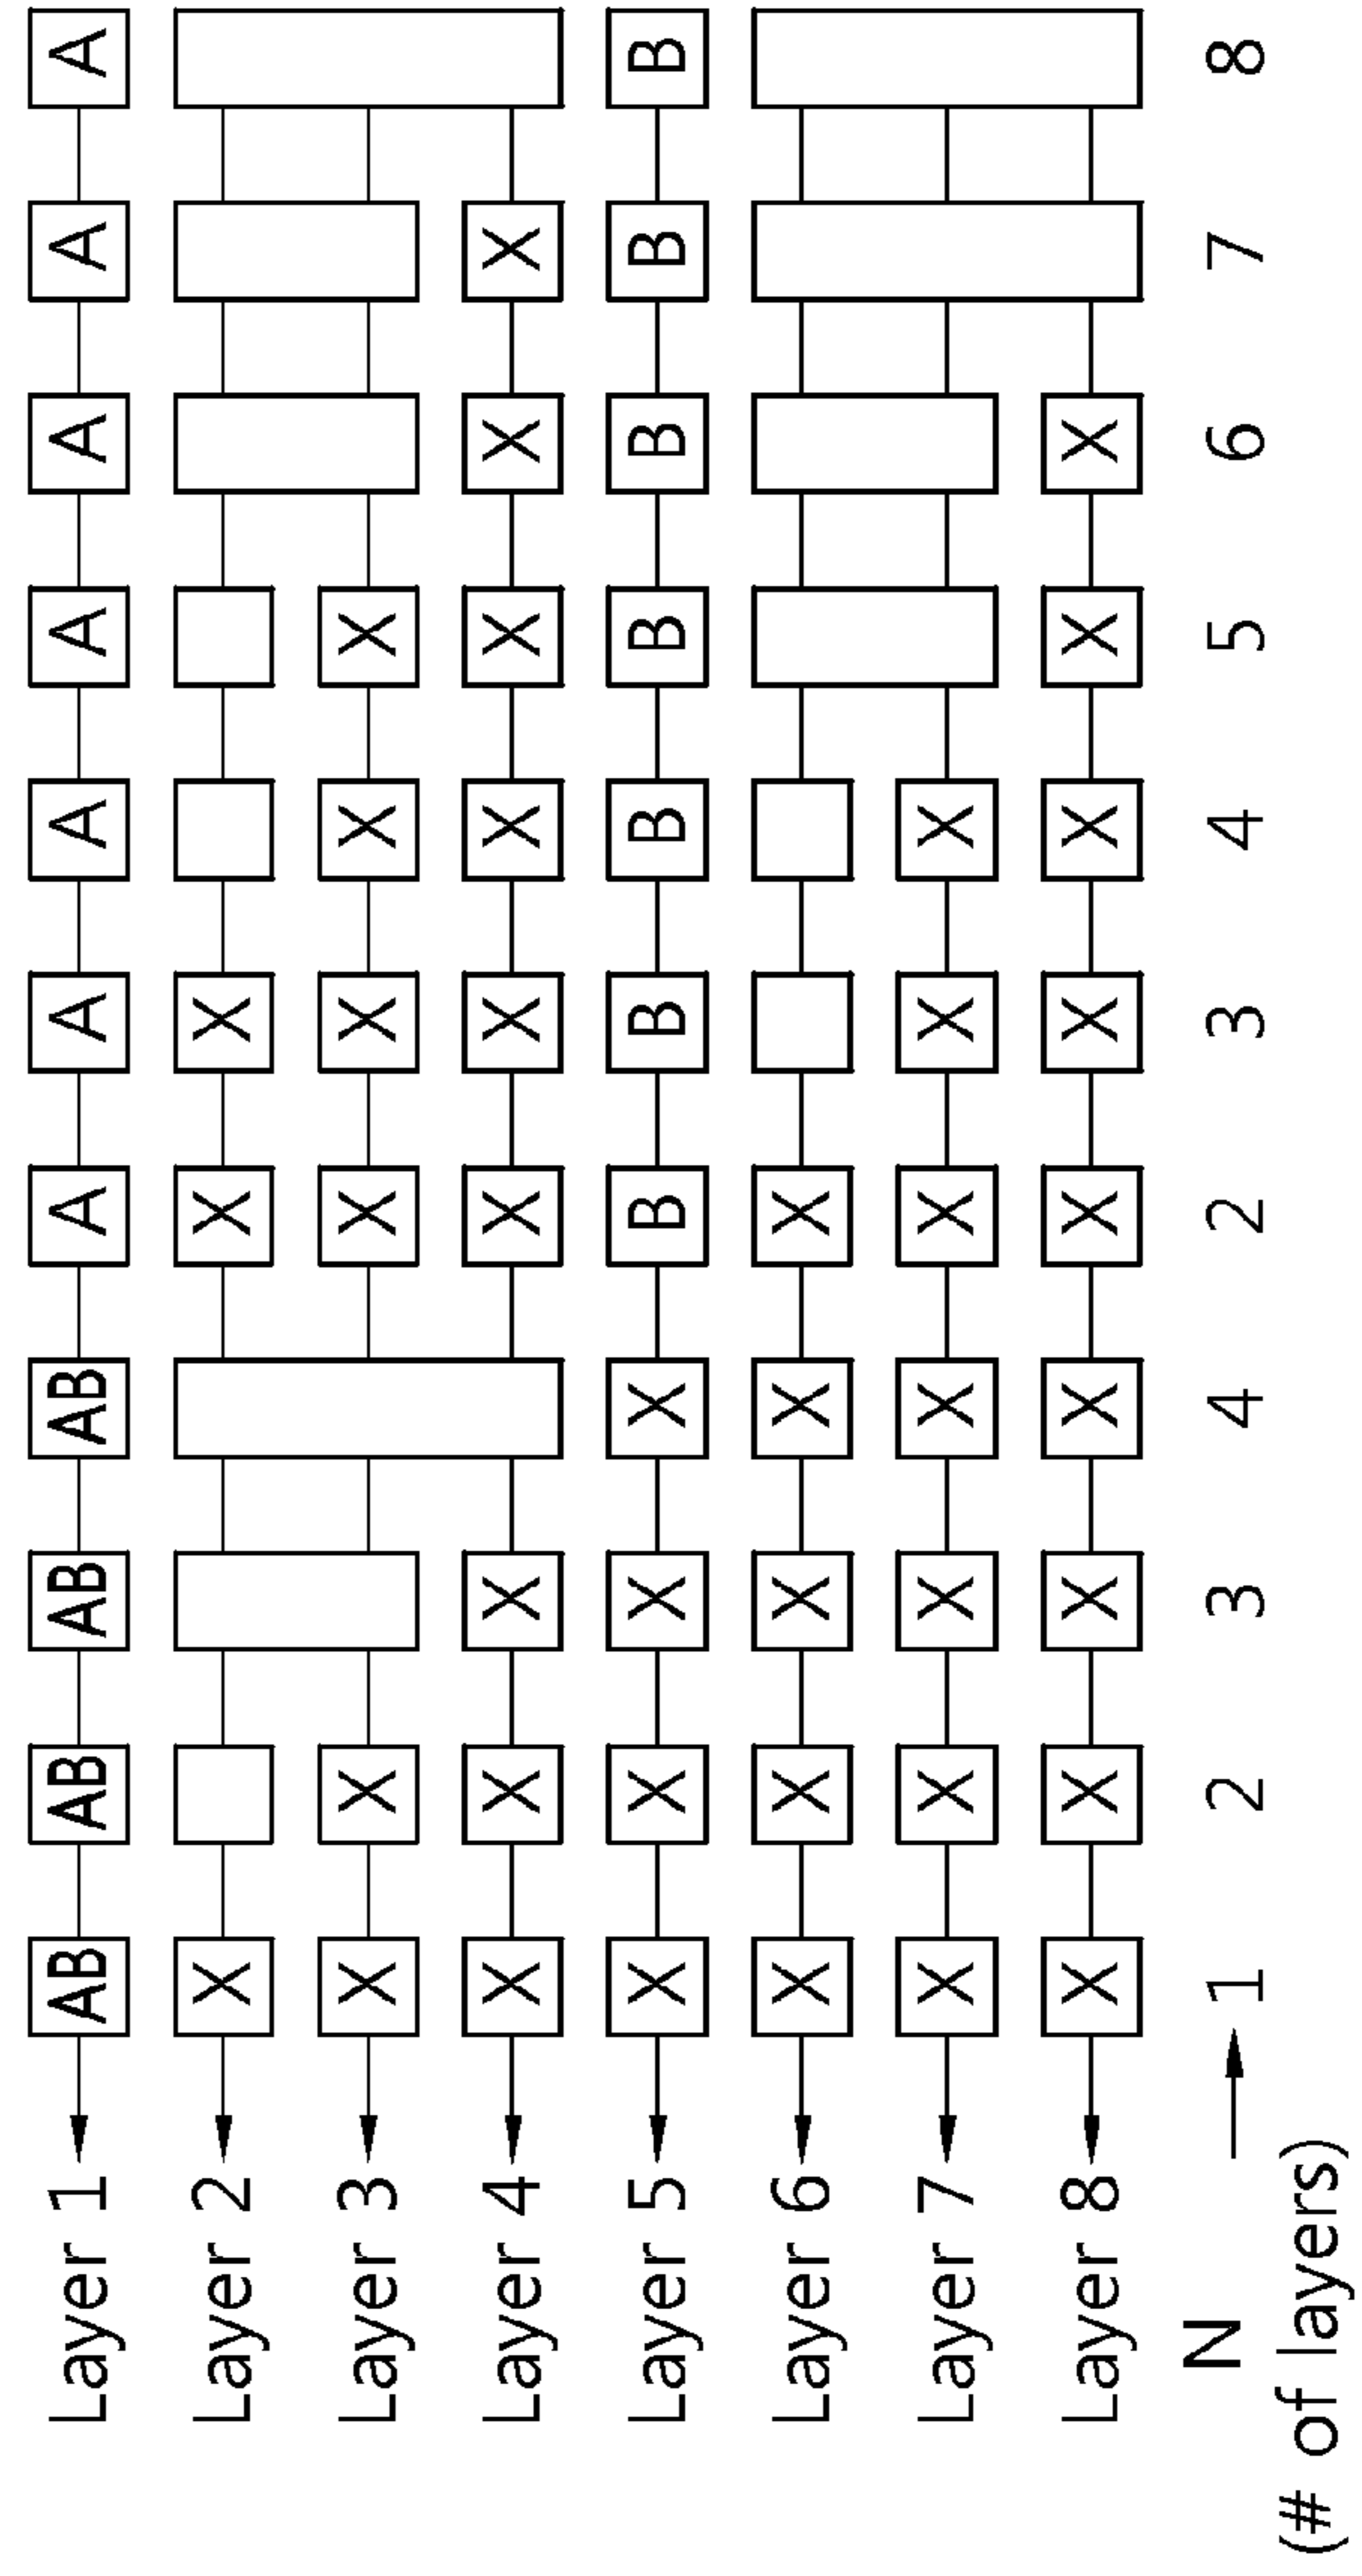 Layer 1 AB AB AB AB A A A A A A A
Layer 2 X X X
Layer 3 X X X X X X
Layer 4 X X X X X X X X X
Layer 5 X X X X B B B B B B B
Layer 6 X X X X X
Layer 7 X X X X X X X
Layer 8 X X X X X X X X X
N 1 2 3 4 2 3 4 5 6 7 8
(# of layers)